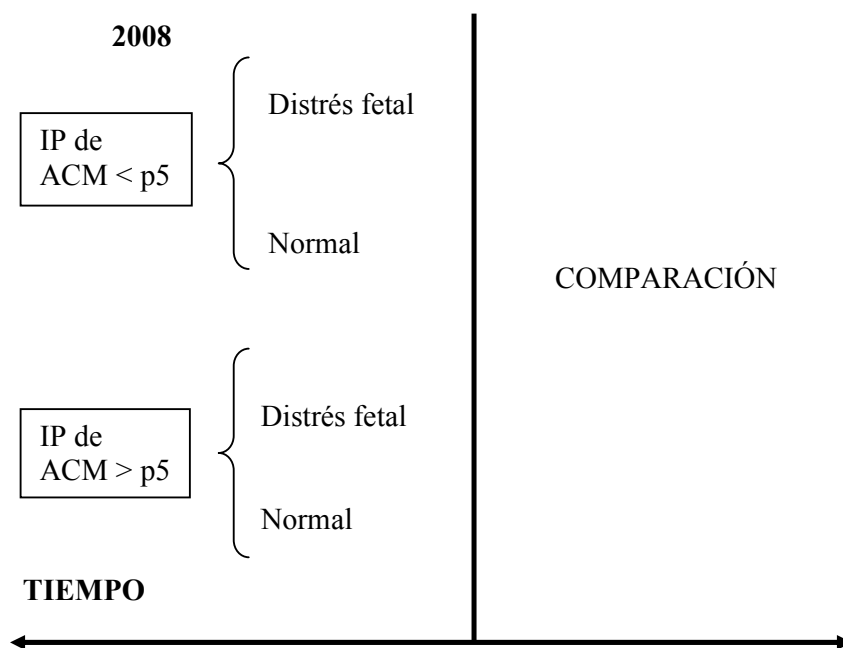 2008
IP de
ACM < p5
Distrés fetal
Normal
COMPARACIÓN
IP de
ACM > p5
Distrés fetal
Normal
TIEMPO